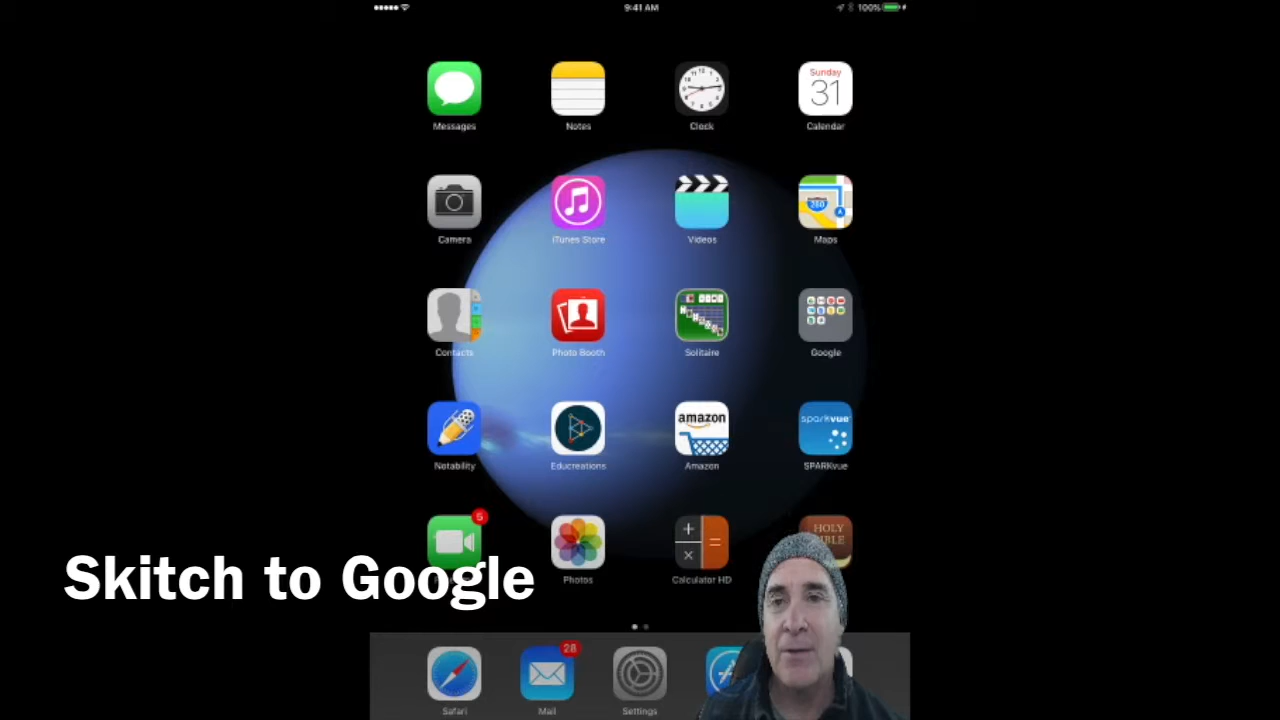 9:41 AM
100%
Sunday
31
Messages
Notes
Clock
Calendar
280
Camera
iTunes Store
Videos
Maps
Contacts
Photo Booth
Solitaire
Google
amazon
sparkvue
Notability
Educreations
Amazon
SPARKvue
5
HOLY
BIBLE
Photos
Calculator HD
Skitch to Google
28
Safari
Mail
Settings